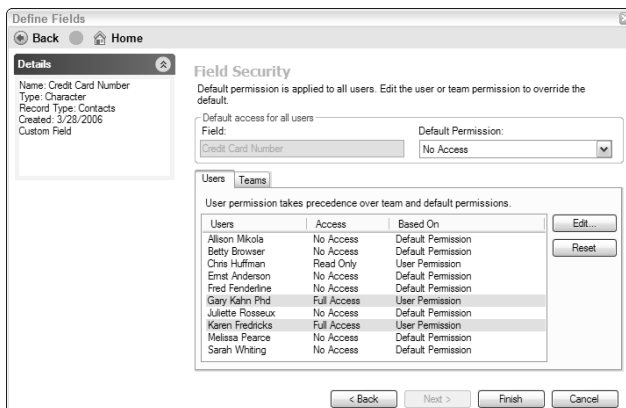 Define Fields
Back Home
Details
Name: Credit Card Number
Type: Character
Record Type: Contacts
Created: 3/28/2006
Custom Field
Field Security
Default permission is applied to all users. Edit the user or team permission to override the
default.
Default access for all users
Field: Default Permission:
Credit Card Number No Access
Users Teams
User permission takes precedence over team and default permissions.
Users Access Based On
Allison Mikola No Access Default Permission
Betty Browser No Access Default Permission
Chris Huffman Read Only User Permission
Ernst Anderson No Access Default Permission
Fred Fenderline No Access Default Permission
Gary Kahn Phd Full Access User Permission
Juliette Rosseux No Access Default Permission
Karen Fredricks Full Access User Permission
Melissa Pearce No Access Default Permission
Sarah Whiting No Access Default Permission
Edit...
Reset
< Back Next > Finish Cancel